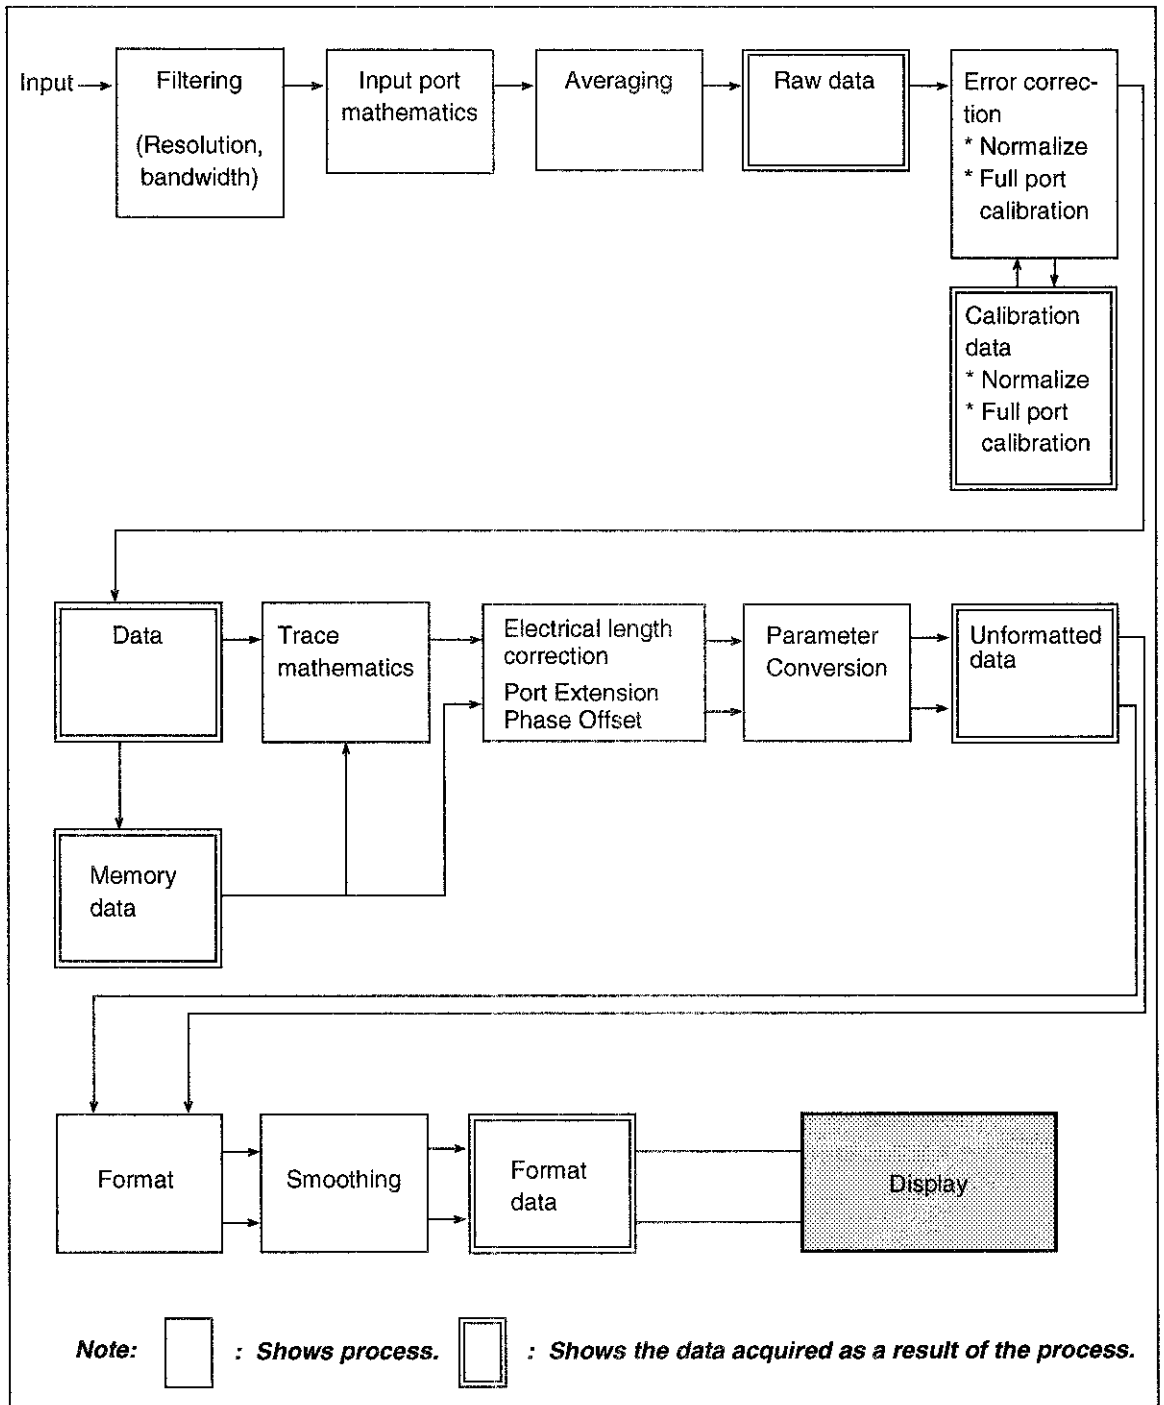 Input
Filtering
(Resolution,
bandwidth)
Input port
mathematics
Averaging
Raw data
Error correc-
tion
* Normalize
* Full port
calibration
Calibration
data
* Normalize
* Full port
calibration
Data
Trace
mathematics
Electrical length
correction
Port Extension
Phase Offset
Parameter
Conversion
Unformatted
data
Memory
data
Format
Smoothing
Format
data
Display
Note: : Shows process. : Shows the data acquired as a result of the process.